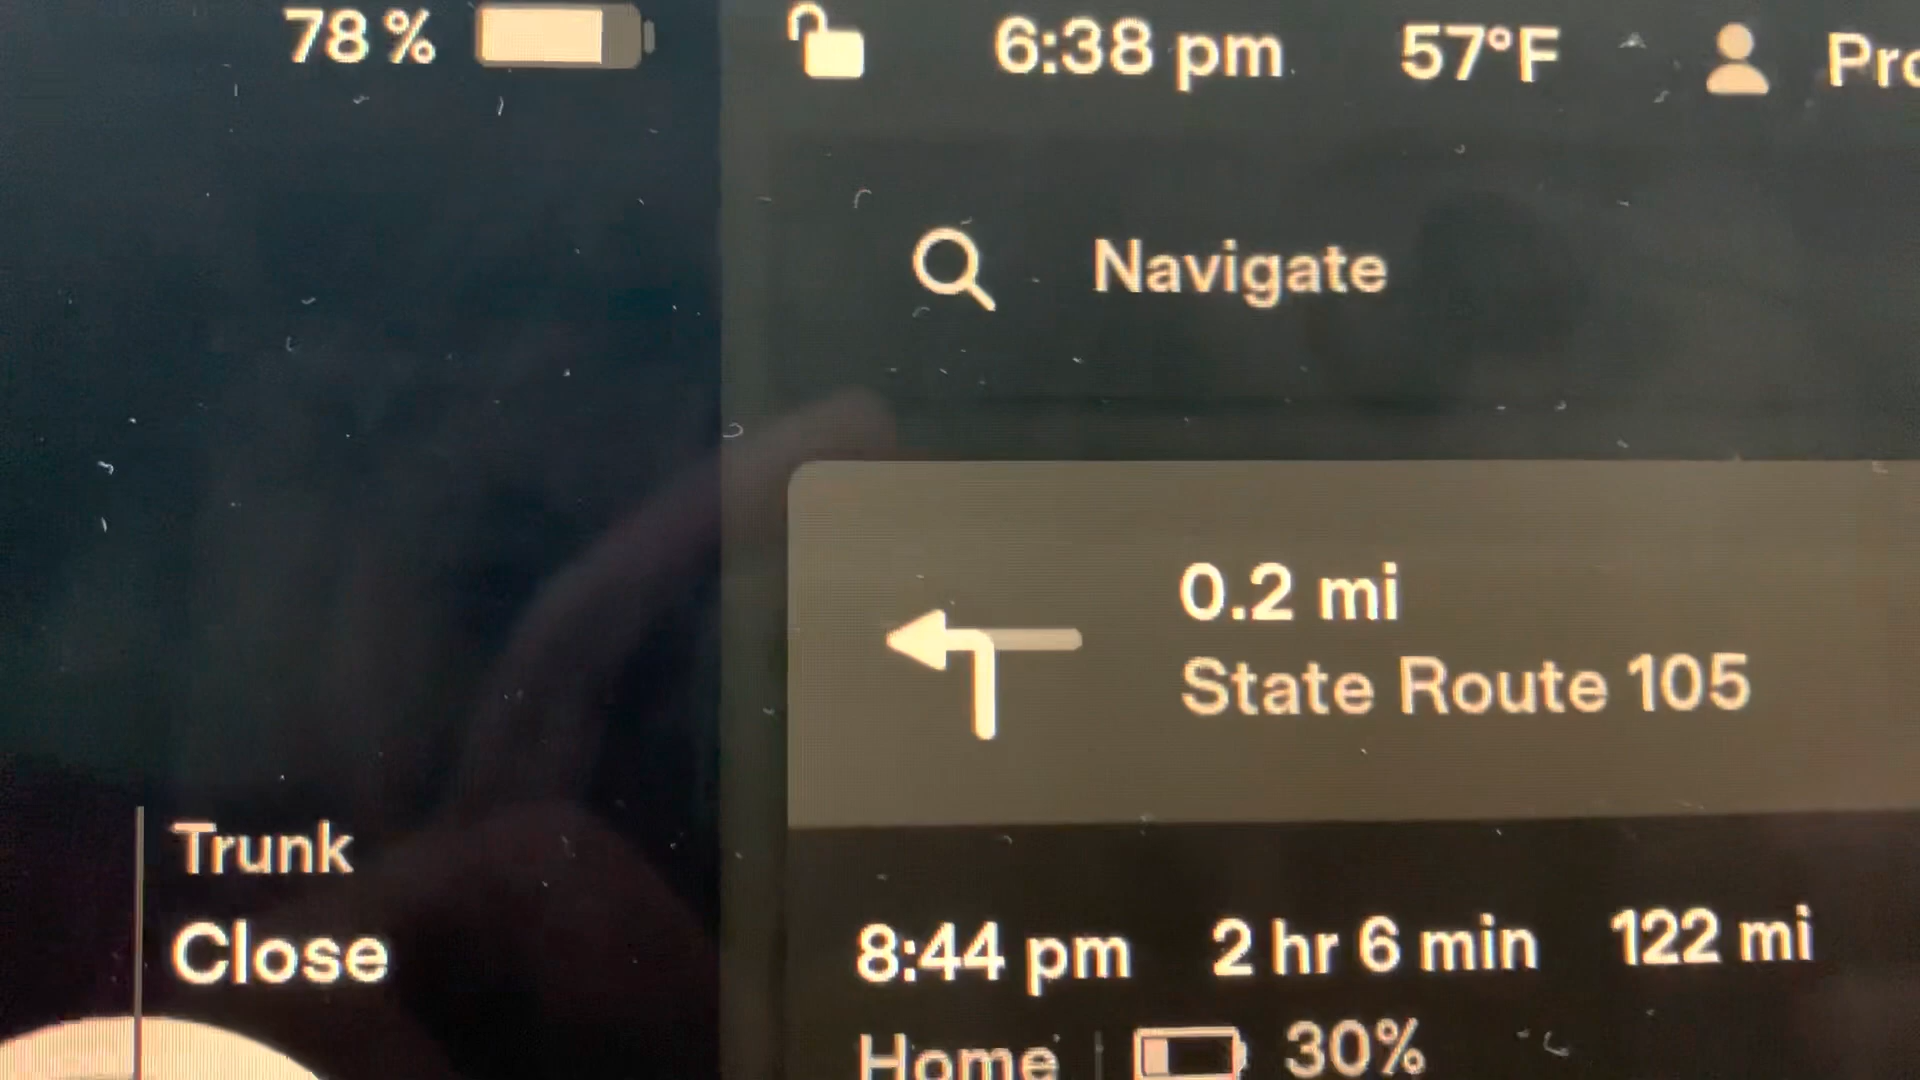 78%
6:38 pm 57°F
Navigate
0.2 mi
State Route 105
Trunk
Close
8:44 pm 2 hr 6 min 122 mi
Home 30%